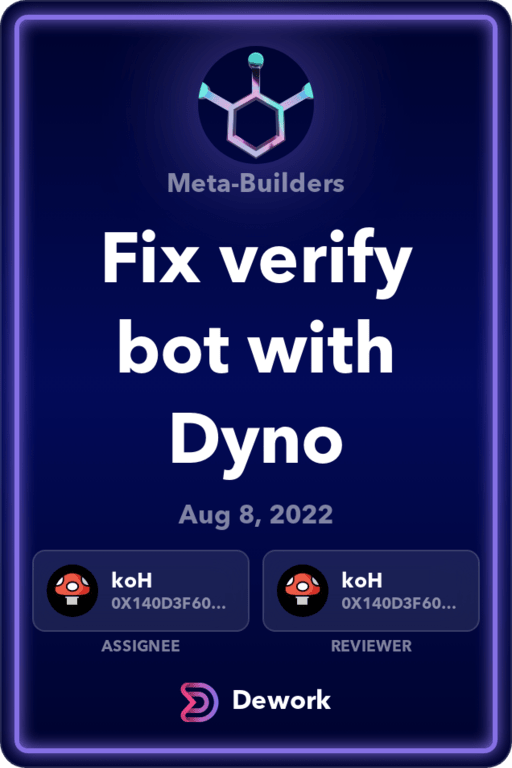 Meta-Builders
Fix verify
bot with
Dyno
Aug 8, 2022
koH
0X140D3F60...
koH
0X140D3F60...
ASSIGNEE
REVIEWER
Dework